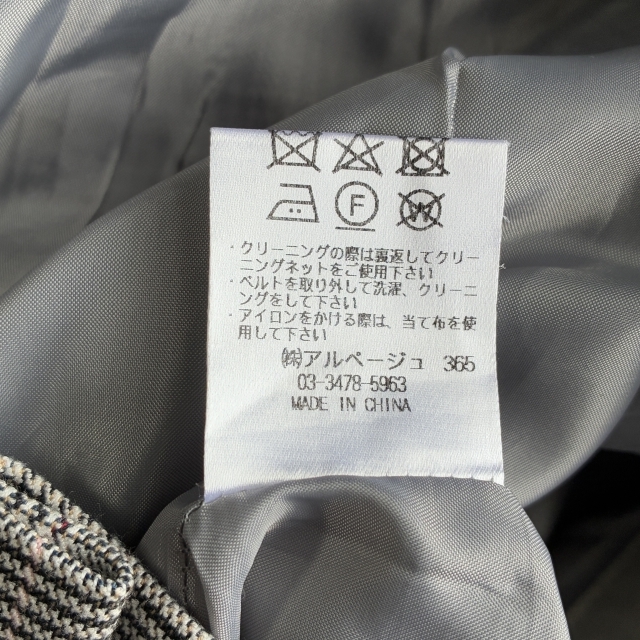 F
W
・クリーニングの際は裏返してクリー
ニングネットをご使用下さい
・ベルトを取り外して洗濯、クリーニ
ングをして下さい
・アイロンをかける際は、当て布を使
用して下さい
㈱アルページュ 365
03-3478-5963
MADE IN CHINA